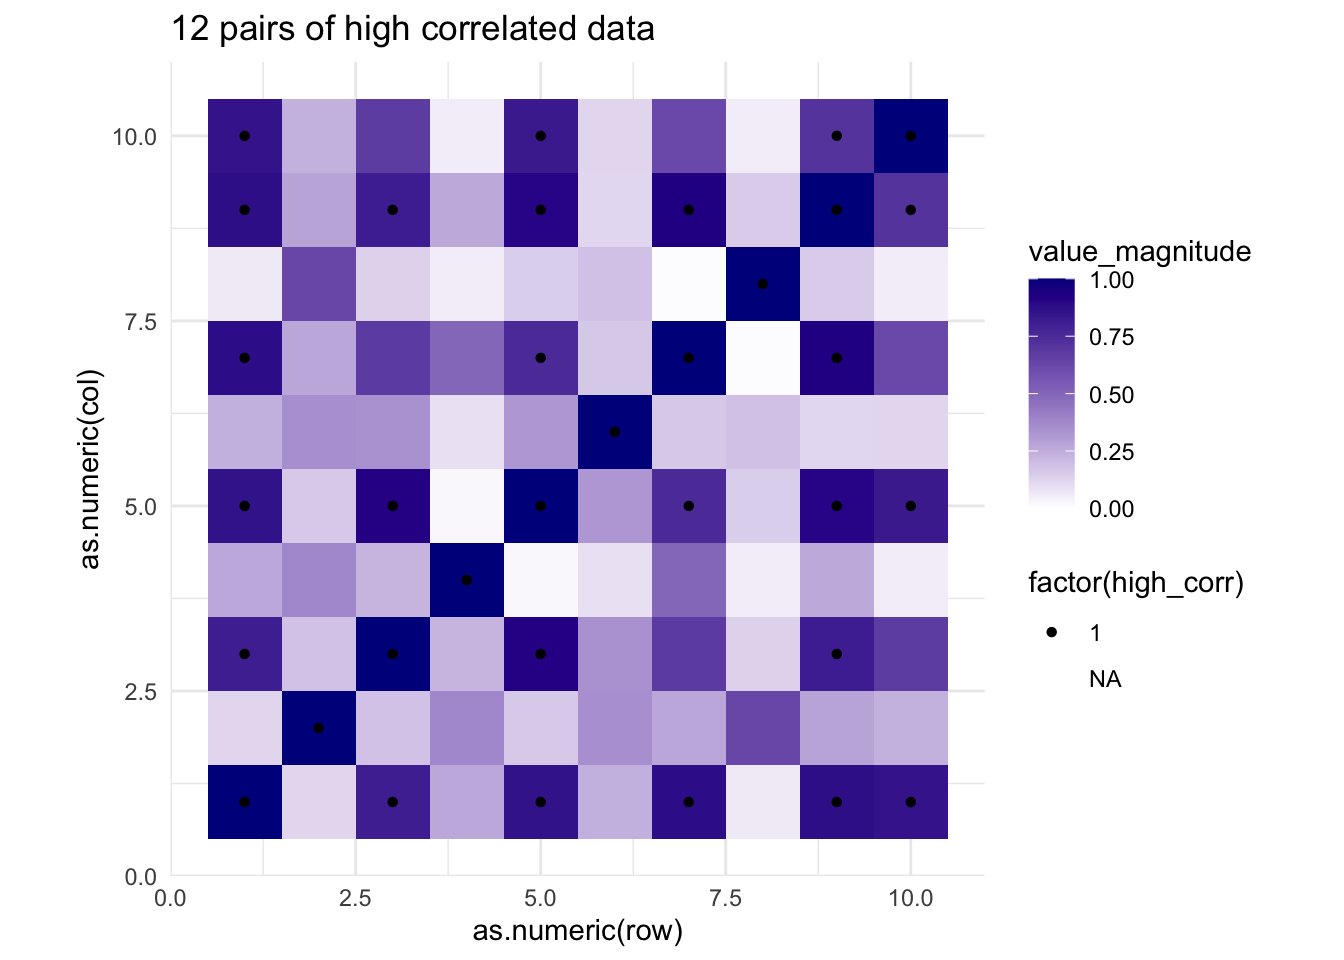 12 pairs of high correlated data
10.0
7.5
5.0
2.5
0.0
as.numeric(col)
0.0 2.5 5.0 7.5 10.0
as.numeric(row)
value_magnitude
1.00
0.75
0.50
0.25
0.00
factor(high_corr)
1
NA